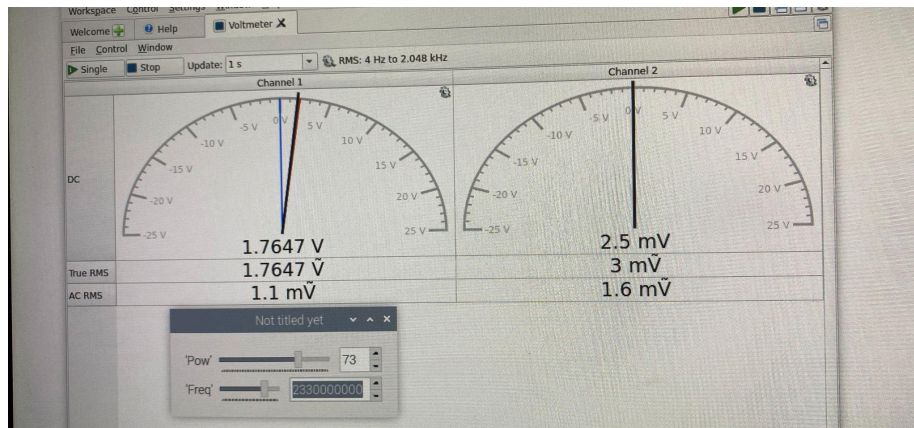 Workspace Control Settings
Welcome Help Voltmeter X
File Control Window
Single Stop Update: 1 s RMS: 4 Hz to 2.048 kHz
Channel 1
Channel 2
DC
-25 V -20 V -15 V -10 V -5 V 0 V 5 V 10 V 15 V 20 V 25 V
1.7647 V
-25 V -20 V -15 V -10 V -5 V 0 V 5 V 10 V 15 V 20 V 25 V
2.5 mV
True RMS 1.7647 Ṽ 3 mṼ
AC RMS 1.1 mṼ 1.6 mṼ
Not titled yet
'Pow' 73
'Freq' 2330000000